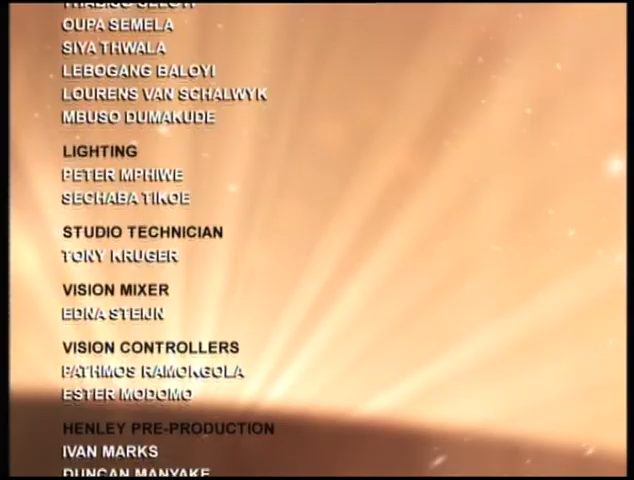 OUPA SEMELA
SIYA THWALA
LEBOGANG BALOYI
LOURENS VAN SCHALWYK
MBUSO DUMAKUDE
LIGHTING
PETER MPHIWE
SECHABA TIKOE
STUDIO TECHNICIAN
TONY KRUGER
VISION MIXER
EDNA STEIJN
VISION CONTROLLERS
PATHMOS RAMOKGOLA
ESTER MODOMO
HENLEY PRE-PRODUCTION
IVAN MARKS
DUNCAN MANYAKE